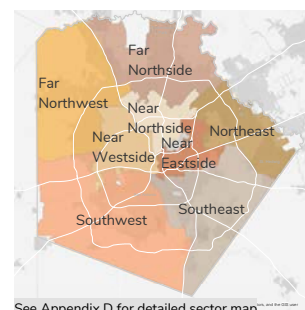 Far
Northside
Far
Northwest
Near
Northside
Northeast
Near
Westside
Near
Eastside
Southeast
Southwest
See Appendix D for detailed sector map